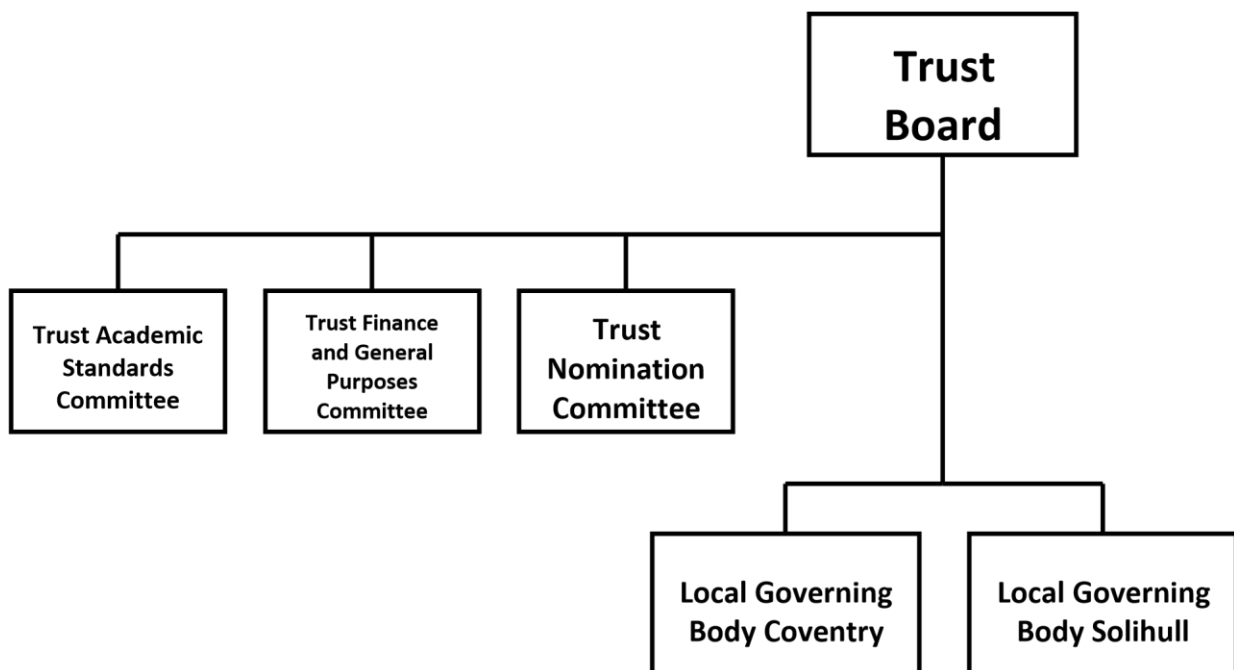 Trust
Board
Trust Academic
Standards
Committee
Trust Finance
and General
Purposes
Committee
Trust
Nomination
Committee
Local Governing
Body Coventry
Local Governing
Body Solihull